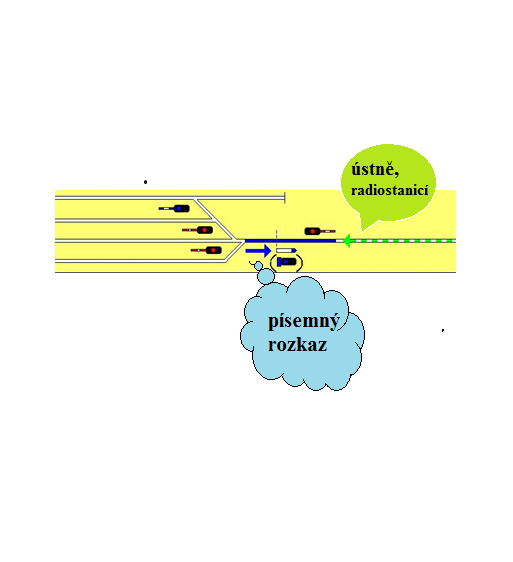 ústně,
radiostanicí
písemný
rozkaz